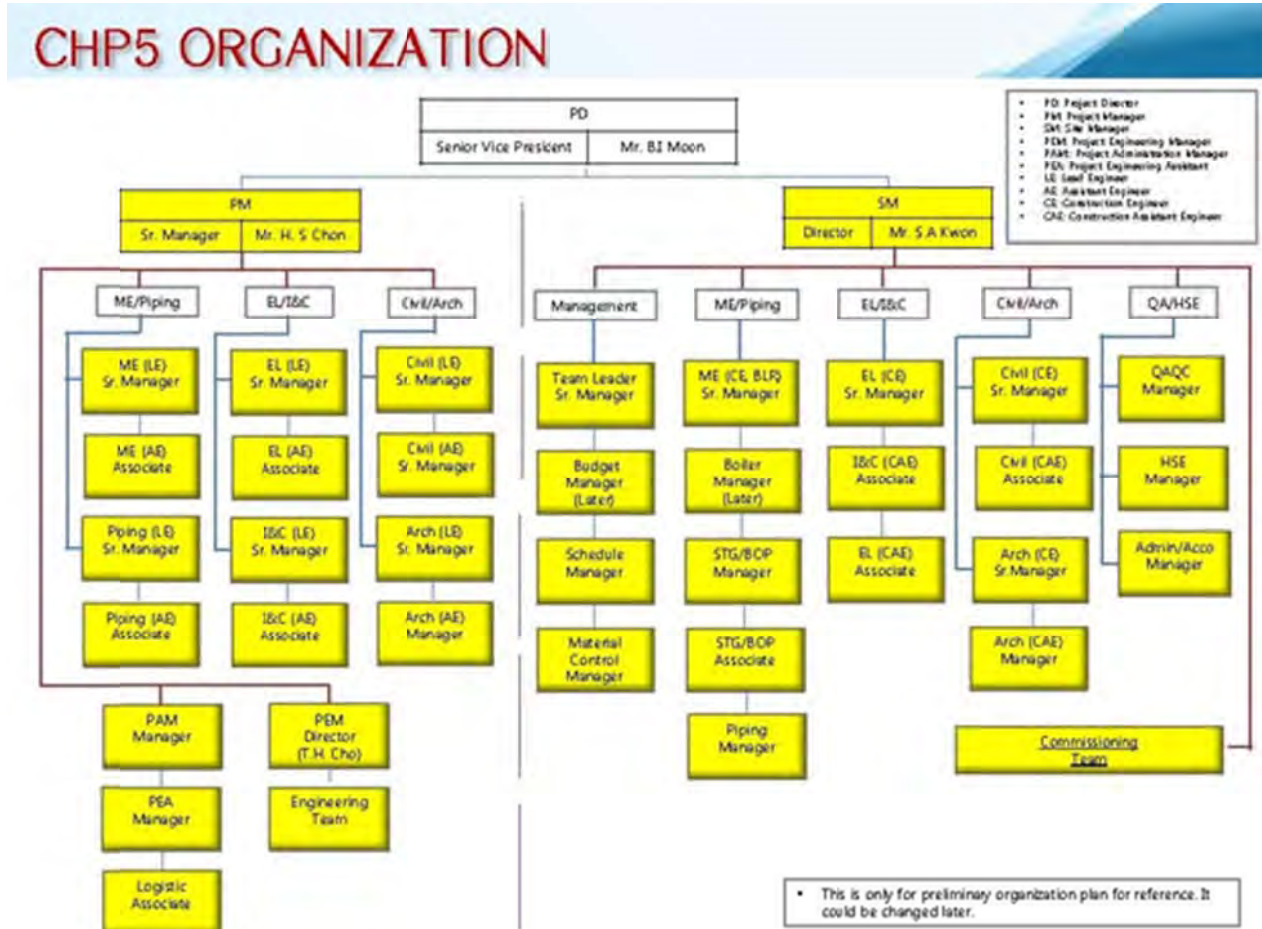 CHP5 ORGANIZATION
PD
Senior Vice President
Mr. BI Moon
• PD: Project Director
• PM: Project Manager
• SM: Site Manager
• PEM: Project Engineering Manager
• PAM: Project Administration Manager
• PEA: Project Engineering Assistant
• LE: Lead Engineer
• AE: Assistant Engineer
• CE: Construction Engineer
• CAE: Construction Assistant Engineer
PM
Sr. Manager
Mr. H. S Chon
SM
Director
Mr. S A Kwon
ME/Piping
EL/I&C
Civil/Arch
ME (LE)
Sr. Manager
ME (AE)
Associate
Piping (LE)
Sr. Manager
Piping (AE)
Associate
EL (LE)
Sr. Manager
EL (AE)
Associate
I&C (LE)
Sr. Manager
I&C (AE)
Associate
Civil (LE)
Sr. Manager
Civil (AE)
Sr. Manager
Arch (LE)
Sr. Manager
Arch (AE)
Manager
PAM
Manager
PEA
Manager
Logistic
Associate
PEM
Director
(T.H. Cho)
Engineering
Team
Management
ME/Piping
EL/I&C
Civil/Arch
QA/HSE
Team Leader
Sr. Manager
Budget
Manager
(Later)
Schedule
Manager
Material
Control
Manager
ME (CE, BLR)
Sr. Manager
Boiler
Manager
(Later)
STG/BOP
Manager
STG/BOP
Associate
Piping
Manager
EL (CE)
Sr. Manager
I&C (CAE)
Associate
EL (CAE)
Associate
Civil (CE)
Sr. Manager
Civil (CAE)
Associate
Arch (CE)
Sr.Manager
Arch (CAE)
Manager
QAQC
Manager
HSE
Manager
Admin/Acco
Manager
Commissioning
Team
• This is only for preliminary organization plan for reference. It
could be changed later.